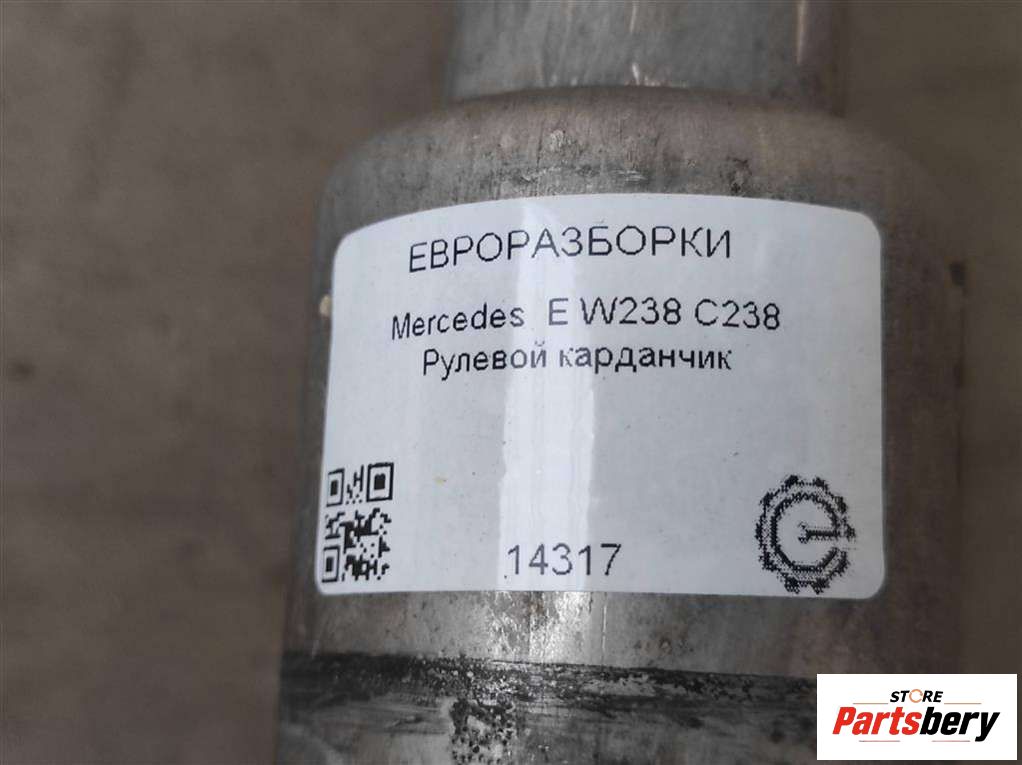 ЕВРОРАЗБОРКИ
Mercedes E W238 C238
Рулевой карданчик
14317
STORE
Partsbery